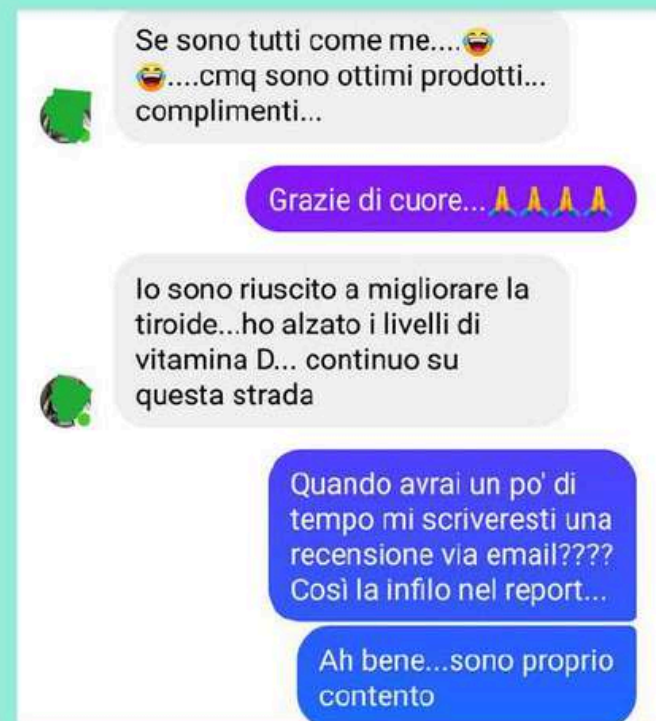 Se sono tutti come me....😂
😂....cmq sono ottimi prodotti...
complimenti...
Grazie di cuore...🙏🙏🙏🙏
Io sono riuscito a migliorare la
tiroide...ho alzato i livelli di
vitamina D... continuo su
questa strada
Quando avrai un po' di
tempo mi scriveresti una
recensione via email????
Così la infilo nel report...
Ah bene...sono proprio
contento